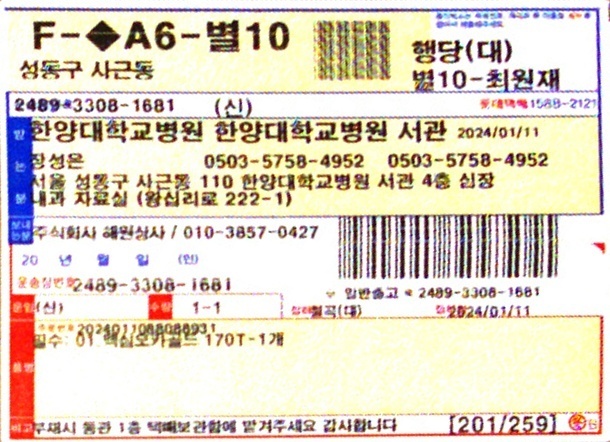 F-◆A6-별10
성동구 사근동
행당(대)
별10-최원재
2489-3308-1681 (신)
롯데택배 1588-2121
받는분
한양대학교병원 한양대학교병원 서관 2024/01/11
장성은 0503-5758-4952 0503-5758-4952
서울 성동구 사근동 110 한양대학교병원 서관 4층 심장
내과 자료실 (왕십리로 222-1)
주식회사 해원상사 / 010-3857-0427
20 년 월 일 (인)
운송장번호 2489-3308-1681
일반출고 2489-3308-1681
운임 (신) 수량 1-1
칠곡(대) 2024/01/11
주문번호 2024011088088931
필수: 01.맥심모카골드 170T-1개
품명
비고 부재시 동관 1층 택배보관함에 맡겨주세요 감사합니다 [201/259]